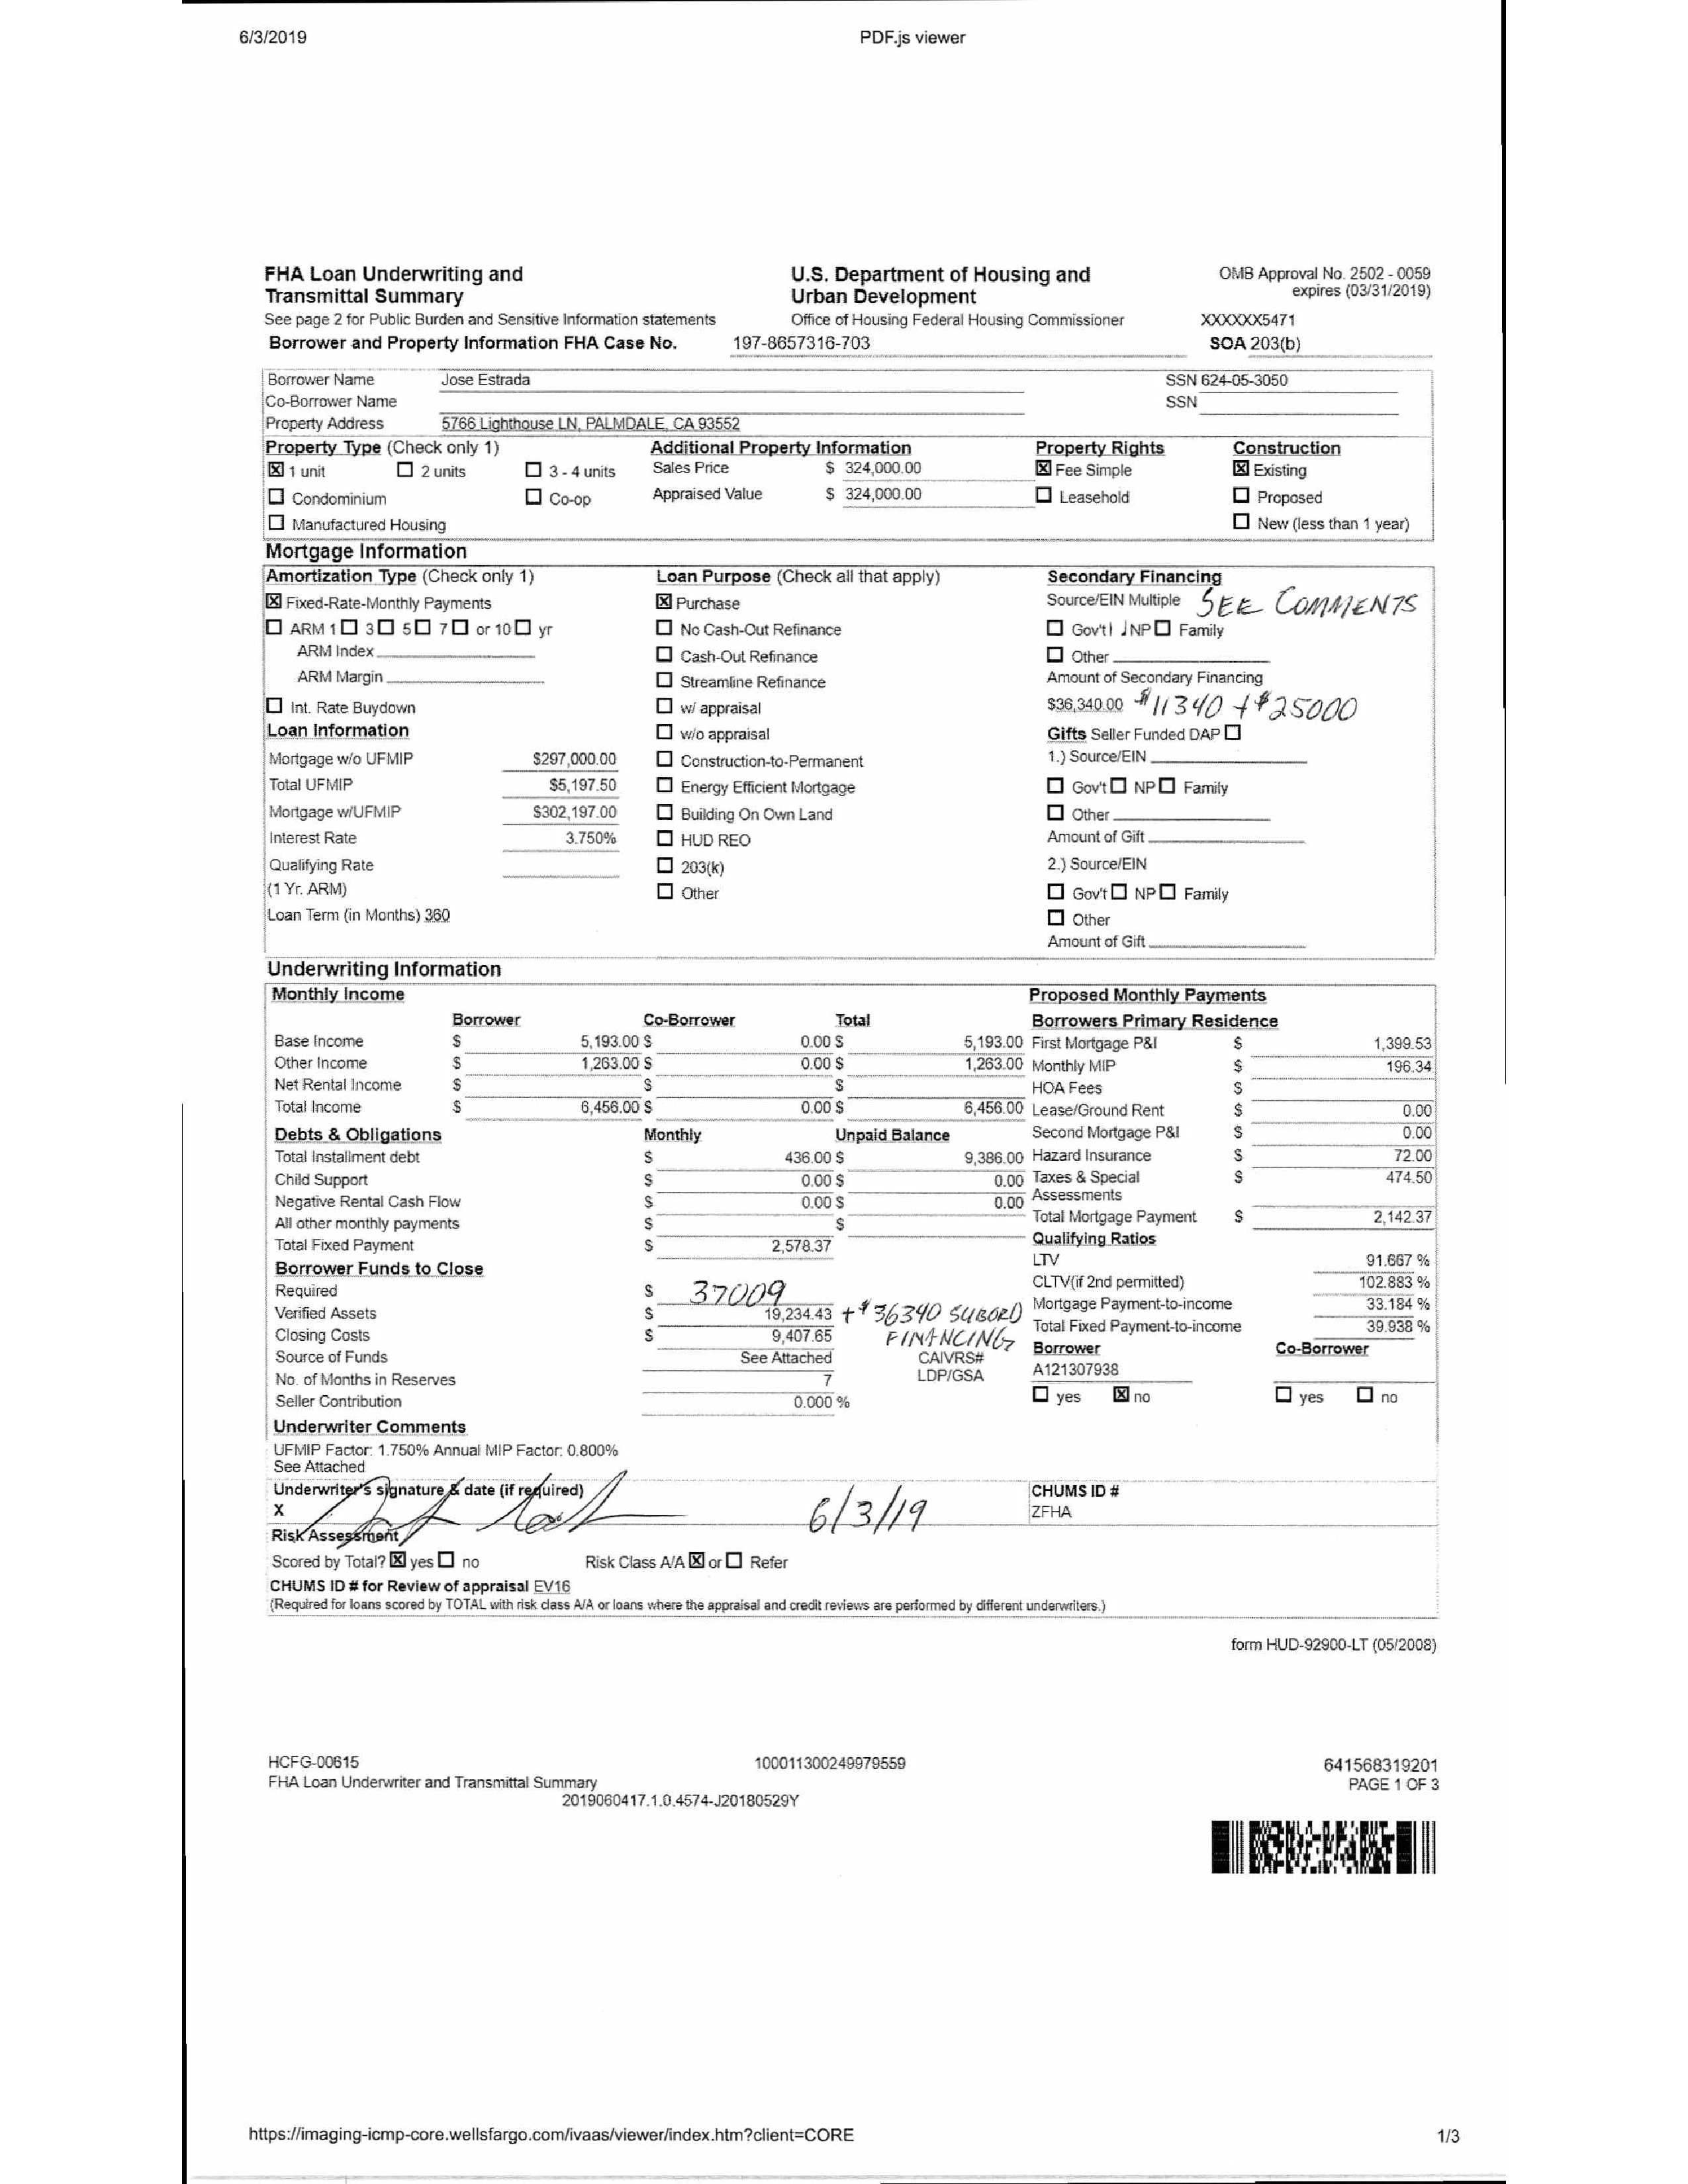 6/3/2019 PDF.js viewer
FHA Loan Underwriting and U.S. Department of Housing and OMB Approval No. 2502 - 0059
Transmittal Summary Urban Development expires (03/31/2019)
See page 2 for Public Burden and Sensitive Information statements Office of Housing Federal Housing Commissioner XXXXXX5471
Borrower and Property Information FHA Case No. 197-8657316-703 SOA 203(b)
Borrower Name Jose Estrada SSN 624-05-3050
Co-Borrower Name SSN
Property Address 5766 Lighthouse LN, PALMDALE, CA 93552
Property Type (Check only 1) Additional Property Information Property Rights Construction
☒ 1 unit ☐ 2 units ☐ 3 - 4 units Sales Price $ 324,000.00 ☒ Fee Simple ☒ Existing
☐ Condominium ☐ Co-op Appraised Value $ 324,000.00 ☐ Leasehold ☐ Proposed
☐ Manufactured Housing ☐ New (less than 1 year)
Mortgage Information
Amortization Type (Check only 1) Loan Purpose (Check all that apply) Secondary Financing
☒ Fixed-Rate-Monthly Payments ☒ Purchase Source/EIN Multiple SEE COMMENTS
☐ ARM 1 ☐ 3 ☐ 5 ☐ 7 ☐ or 10 ☐ yr ☐ No Cash-Out Refinance ☐ Gov't NP ☐ Family
ARM Index ☐ Cash-Out Refinance ☐ Other
ARM Margin ☐ Streamline Refinance Amount of Secondary Financing
☐ Int. Rate Buydown ☐ w/ appraisal $36,340.00 $11340 + $25000
Loan Information ☐ w/o appraisal Gifts Seller Funded DAP ☐
Mortgage w/o UFMIP $297,000.00 ☐ Construction-to-Permanent 1.) Source/EIN
Total UFMIP $5,197.50 ☐ Energy Efficient Mortgage ☐ Gov't ☐ NP ☐ Family
Mortgage w/UFMIP $302,197.00 ☐ Building On Own Land ☐ Other
Interest Rate 3.750% ☐ HUD REO Amount of Gift
Qualifying Rate ☐ 203(k) 2.) Source/EIN
(1 Yr. ARM) ☐ Other ☐ Gov't ☐ NP ☐ Family
Loan Term (in Months) 360 ☐ Other
Amount of Gift
Underwriting Information
Monthly Income Proposed Monthly Payments
Borrower Co-Borrower Total Borrowers Primary Residence
Base Income $ 5,193.00 $ 0.00 $ 5,193.00 First Mortgage P&I $ 1,399.53
Other Income $ 1,263.00 $ 0.00 $ 1,263.00 Monthly MIP $ 196.34
Net Rental Income $ $ $ HOA Fees $
Total Income $ 6,456.00 $ 0.00 $ 6,456.00 Lease/Ground Rent $ 0.00
Debts & Obligations Monthly Unpaid Balance Second Mortgage P&I $ 0.00
Total Installment debt $ 436.00 $ 9,386.00 Hazard Insurance $ 72.00
Child Support $ 0.00 $ 0.00 Taxes & Special $ 474.50
Negative Rental Cash Flow $ 0.00 $ 0.00 Assessments
All other monthly payments $ $ Total Mortgage Payment $ 2,142.37
Total Fixed Payment $ 2,578.37 Qualifying Ratios
Borrower Funds to Close LTV 91.667 %
Required $ 37009 CLTV(if 2nd permitted) 102.883 %
Verified Assets $ 19,234.43 + $36340 SUBORD Mortgage Payment-to-income 33.184 %
Closing Costs $ 9,407.65 FINANCING Total Fixed Payment-to-income 39.938 %
Source of Funds See Attached CAIVRS# Borrower Co-Borrower
No. of Months in Reserves 7 LDP/GSA A121307938
Seller Contribution 0.000 % ☐ yes ☒ no ☐ yes ☐ no
Underwriter Comments
UFMIP Factor: 1.750% Annual MIP Factor: 0.800%
See Attached
Underwriter's signature & date (if required) CHUMS ID #
X 6/3/19 ZFHA
Risk Assessment
Scored by Total? ☒ yes ☐ no Risk Class A/A ☒ or ☐ Refer
CHUMS ID # for Review of appraisal EV16
(Required for loans scored by TOTAL with risk class A/A or loans where the appraisal and credit reviews are performed by different underwriters.)
form HUD-92900-LT (05/2008)
HCFG-00615 100011300249979559 641568319201
FHA Loan Underwriter and Transmittal Summary PAGE 1 OF 3
2019060417.1.0.4574-J20180529Y
https://imaging-icmp-core.wellsfargo.com/ivaas/viewer/index.htm?client=CORE 1/3